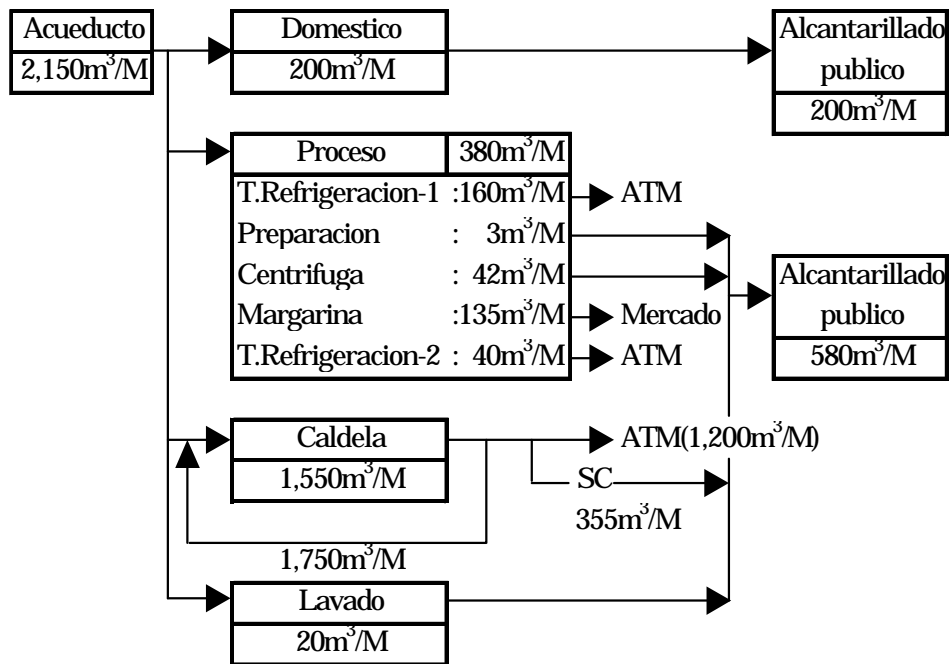 Acueducto
2,150m³/M
Domestico
200m³/M
Alcantarillado
publico
200m³/M
Proceso 380m³/M
T.Refrigeracion-1 :160m³/M ATM
Preparacion : 3m³/M
Centrifuga : 42m³/M
Margarina :135m³/M Mercado
T.Refrigeracion-2 : 40m³/M ATM
Alcantarillado
publico
580m³/M
Caldela
1,550m³/M
ATM(1,200m³/M)
SC
355m³/M
1,750m³/M
Lavado
20m³/M